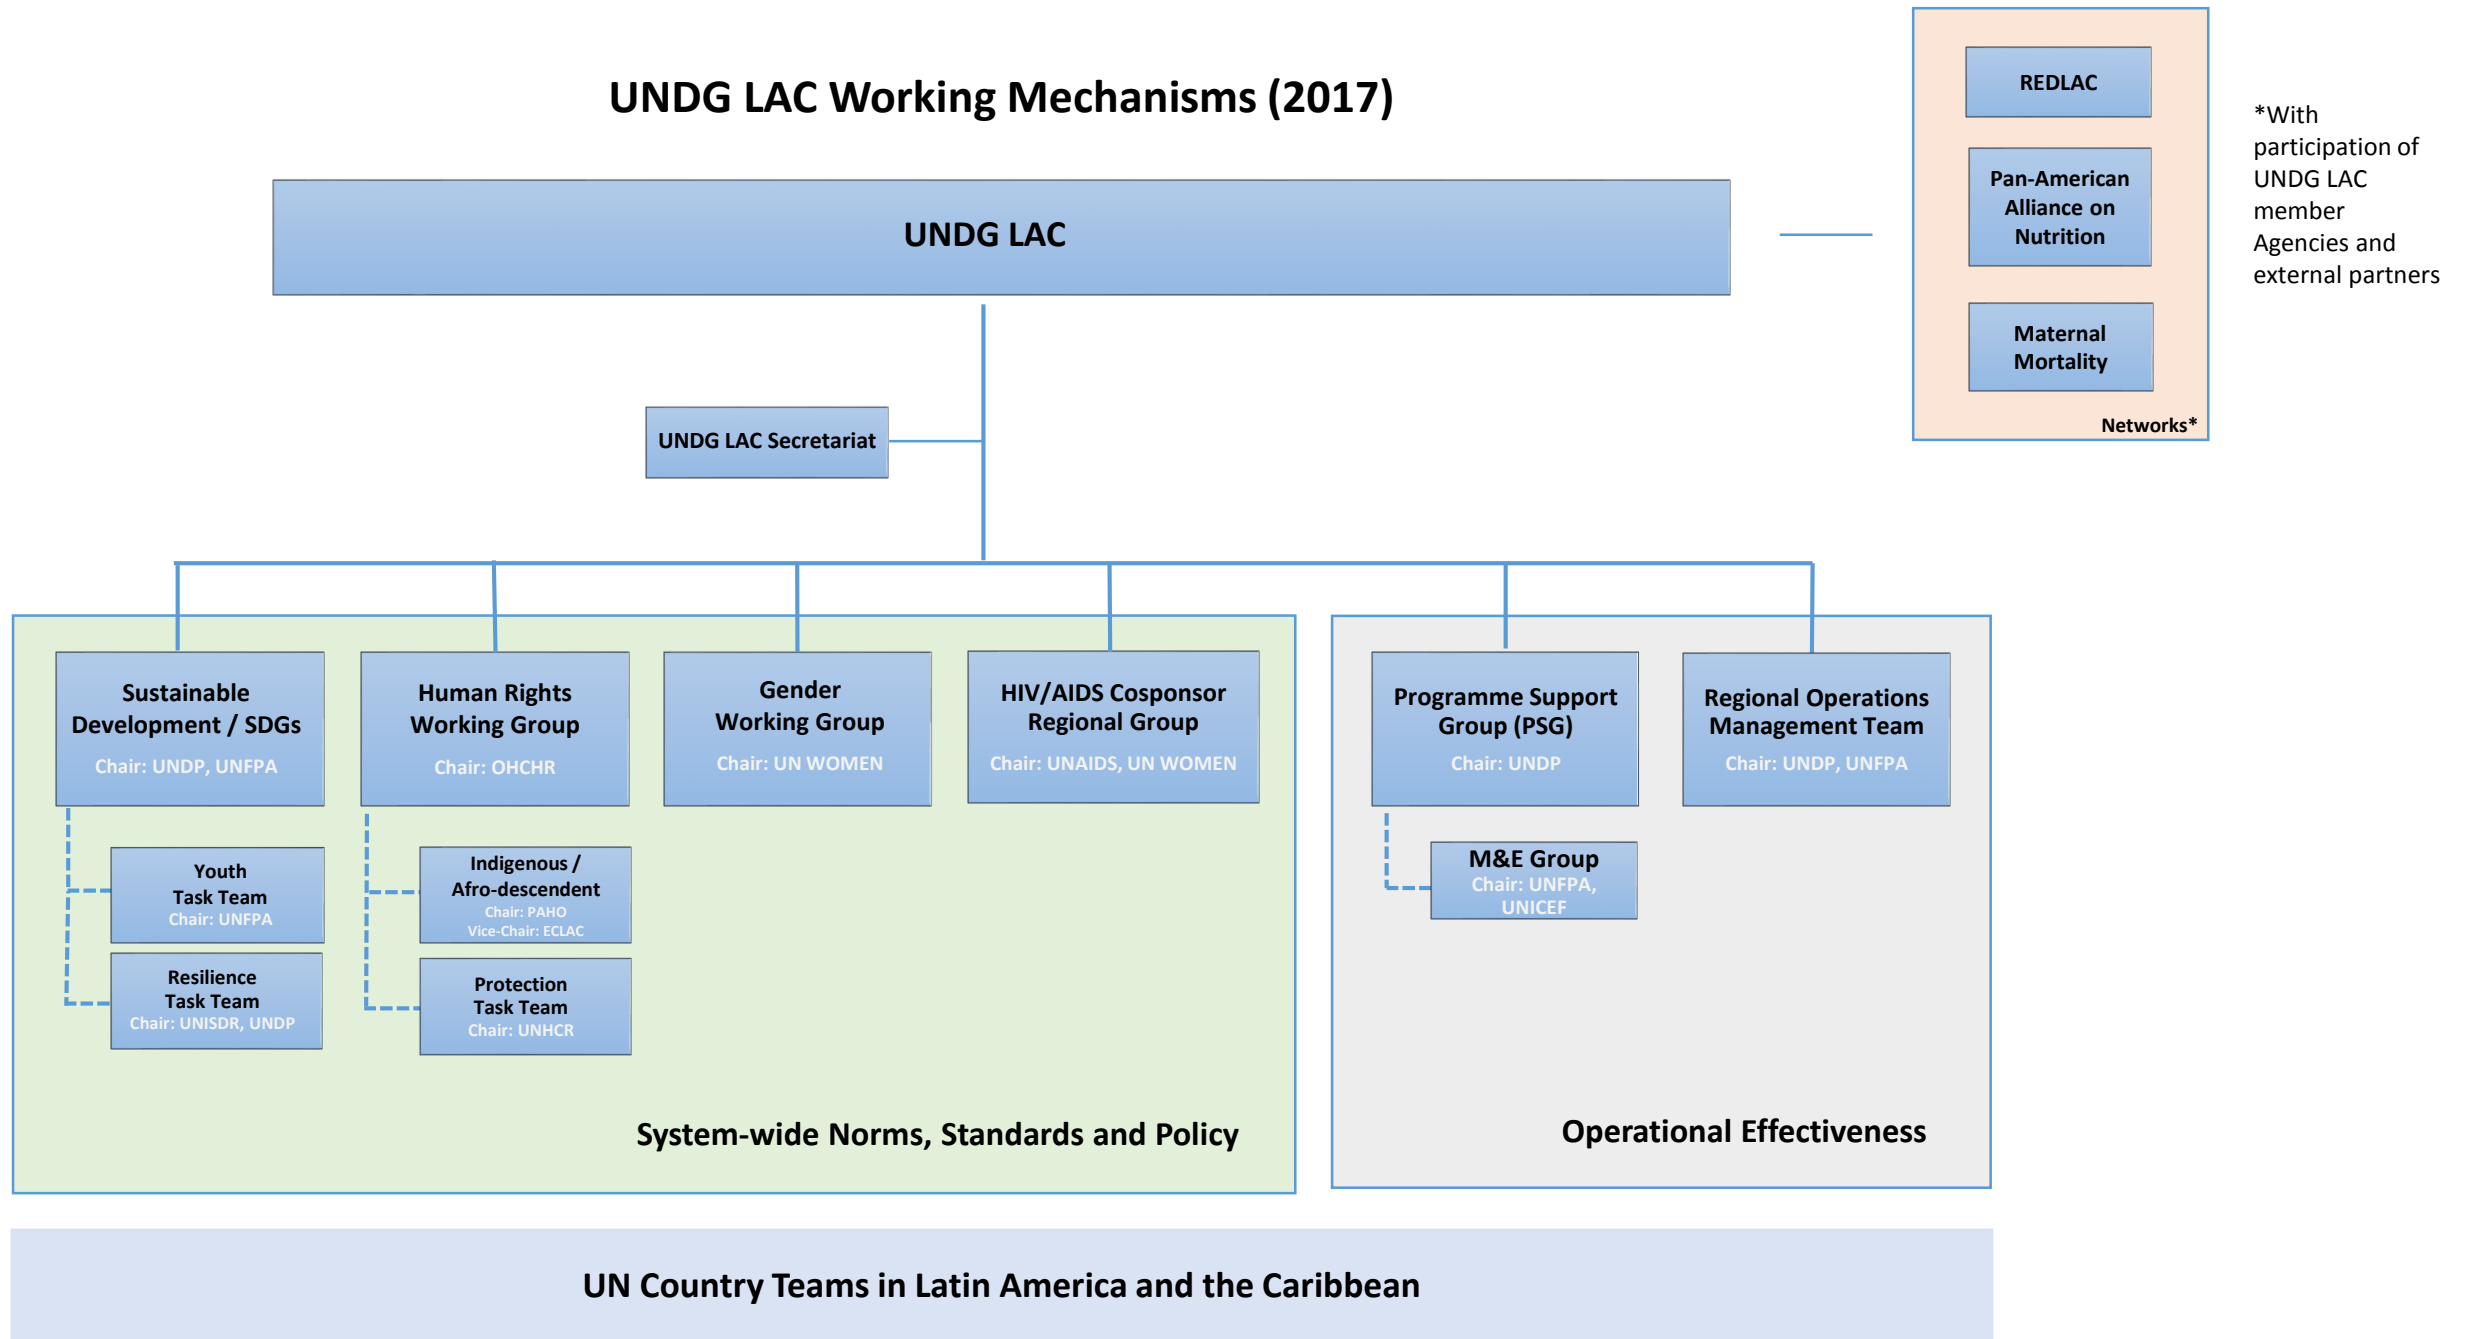 UNDG LAC Working Mechanisms (2017)
UNDG LAC
REDLAC
Pan-American
Alliance on
Nutrition
Maternal
Mortality
Networks*
*With
participation of
UNDG LAC
member
Agencies and
external partners
UNDG LAC Secretariat
Sustainable
Development / SDGs
Chair: UNDP, UNFPA
Human Rights
Working Group
Chair: OHCHR
Gender
Working Group
Chair: UN WOMEN
HIV/AIDS Cosponsor
Regional Group
Chair: UNAIDS, UN WOMEN
Programme Support
Group (PSG)
Chair: UNDP
Regional Operations
Management Team
Chair: UNDP, UNFPA
Youth
Task Team
Chair: UNFPA
Resilience
Task Team
Chair: UNISDR, UNDP
Indigenous /
Afro-descendent
Chair: PAHO
Vice-Chair: ECLAC
Protection
Task Team
Chair: UNHCR
M&E Group
Chair: UNFPA,
UNICEF
System-wide Norms, Standards and Policy
Operational Effectiveness
UN Country Teams in Latin America and the Caribbean